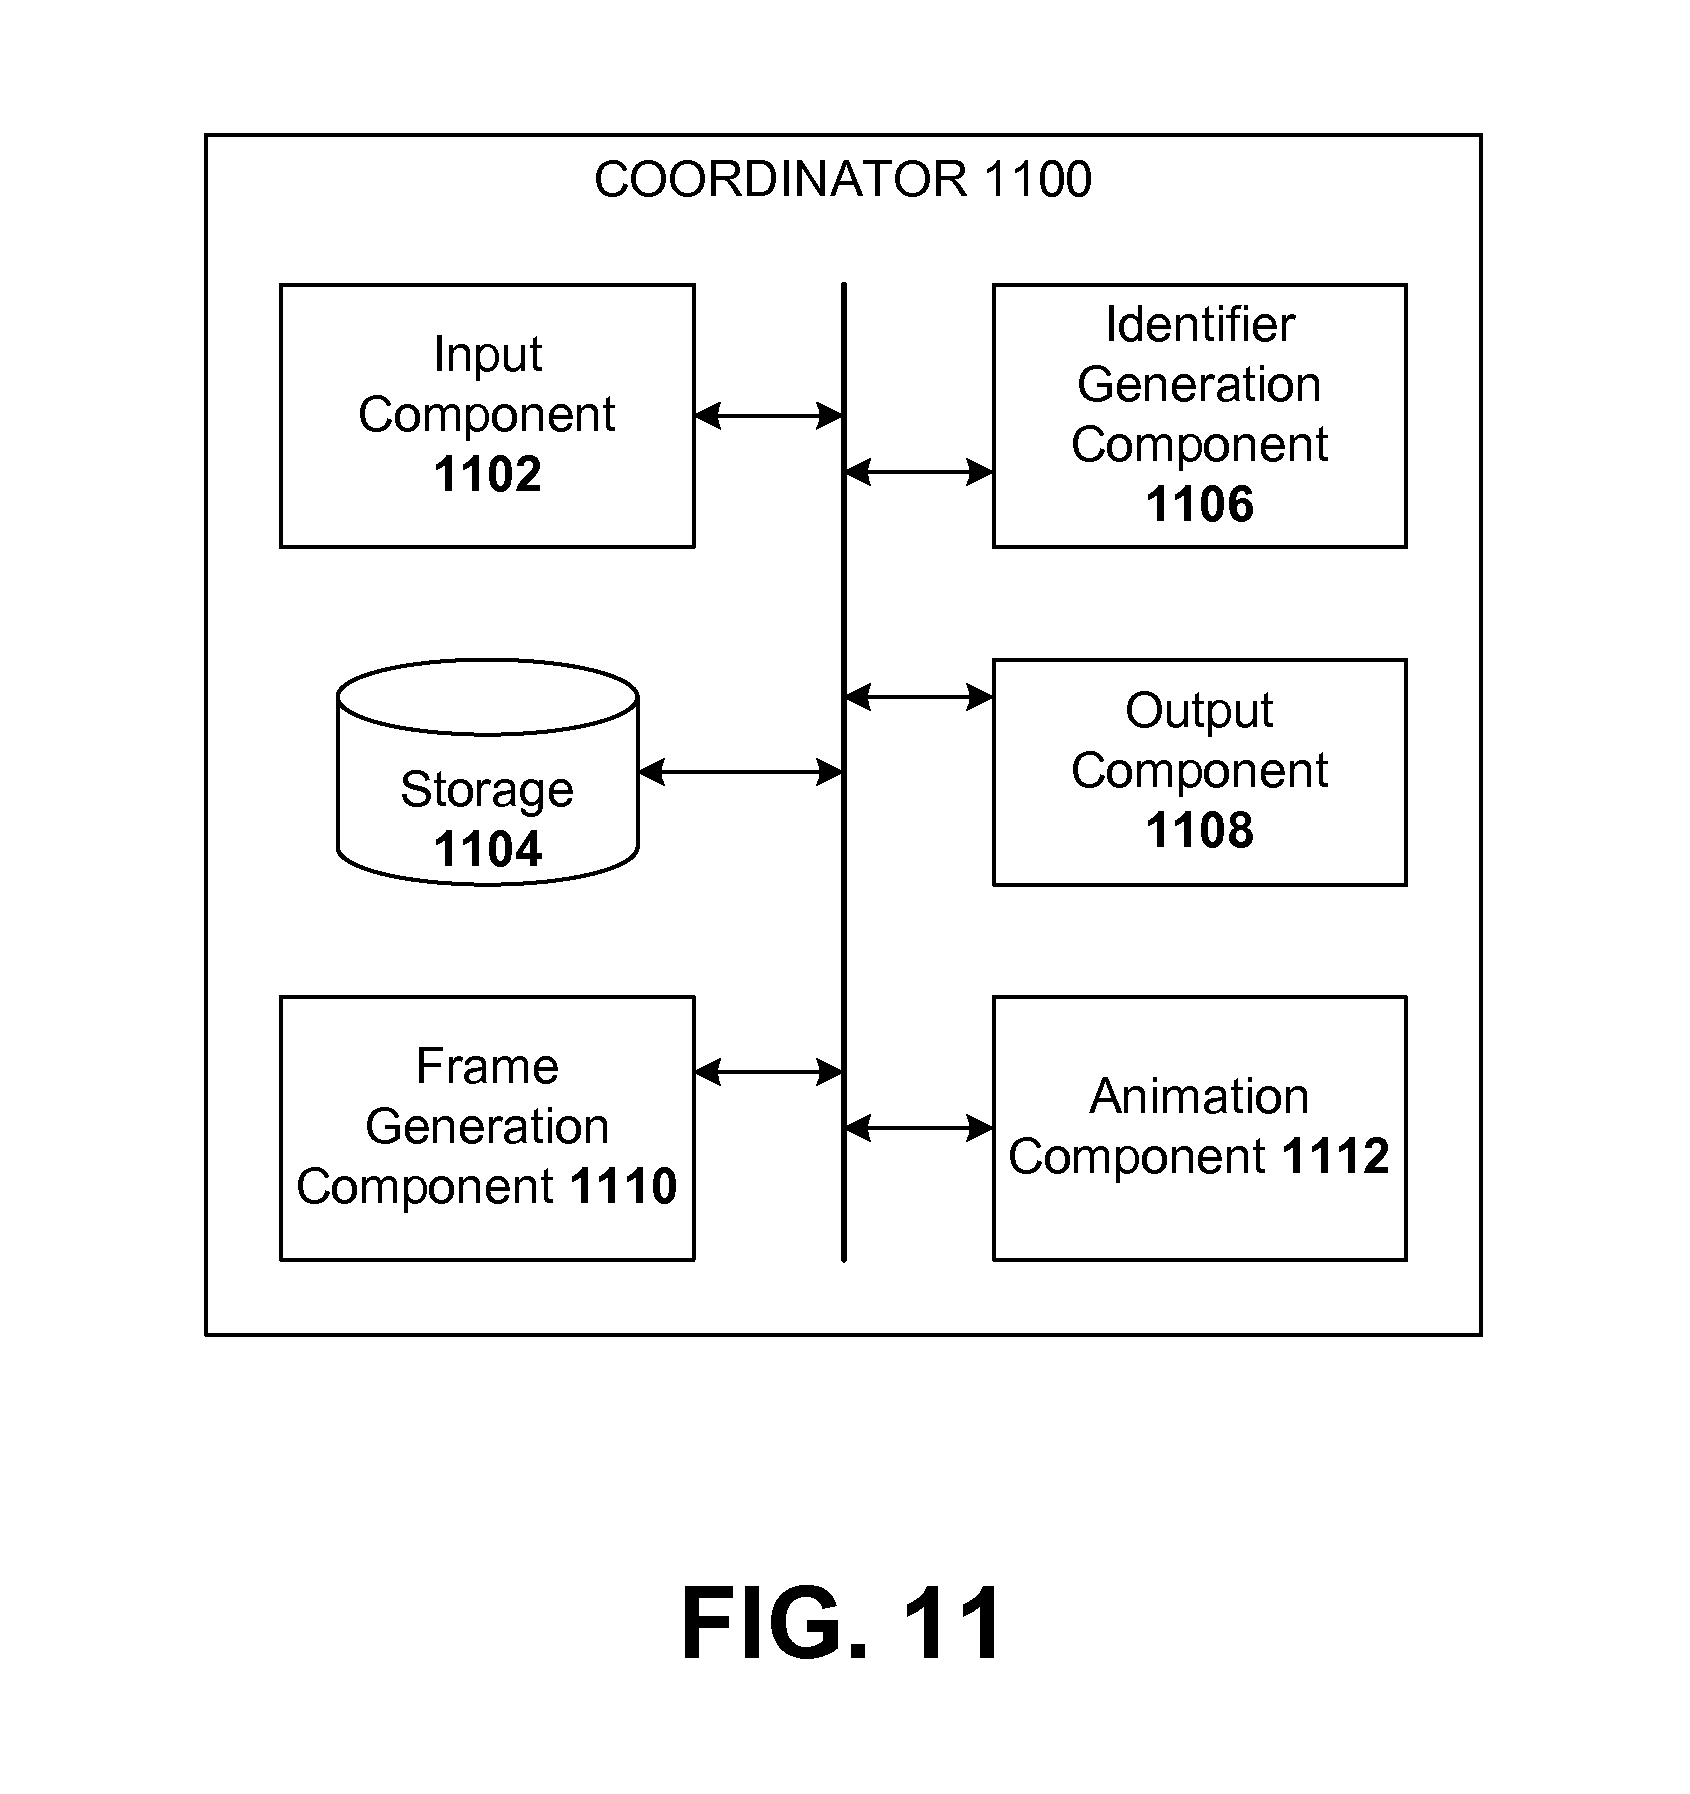 COORDINATOR 1100
Input
Component
1102
Identifier
Generation
Component
1106
Storage
1104
Output
Component
1108
Frame
Generation
Component 1110
Animation
Component 1112
FIG. 11